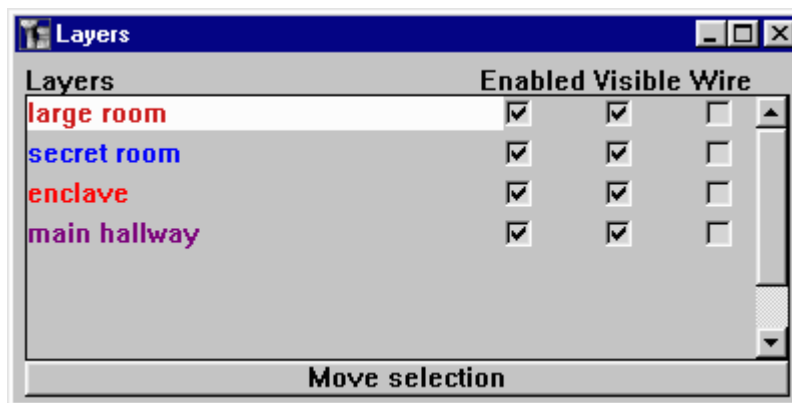 Layers
Layers Enabled Visible Wire
large room
secret room
enclave
main hallway
Move selection